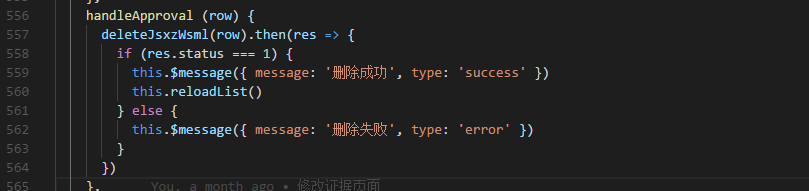 556 handleApproval (row) {
557 deleteJsxzWsml(row).then(res => {
558 if (res.status === 1) {
559 this.$message({ message: '删除成功', type: 'success' })
560 this.reloadList()
561 } else {
562 this.$message({ message: '删除失败', type: 'error' })
563 }
564 })
565 }, You, a month ago • 修改证据页面